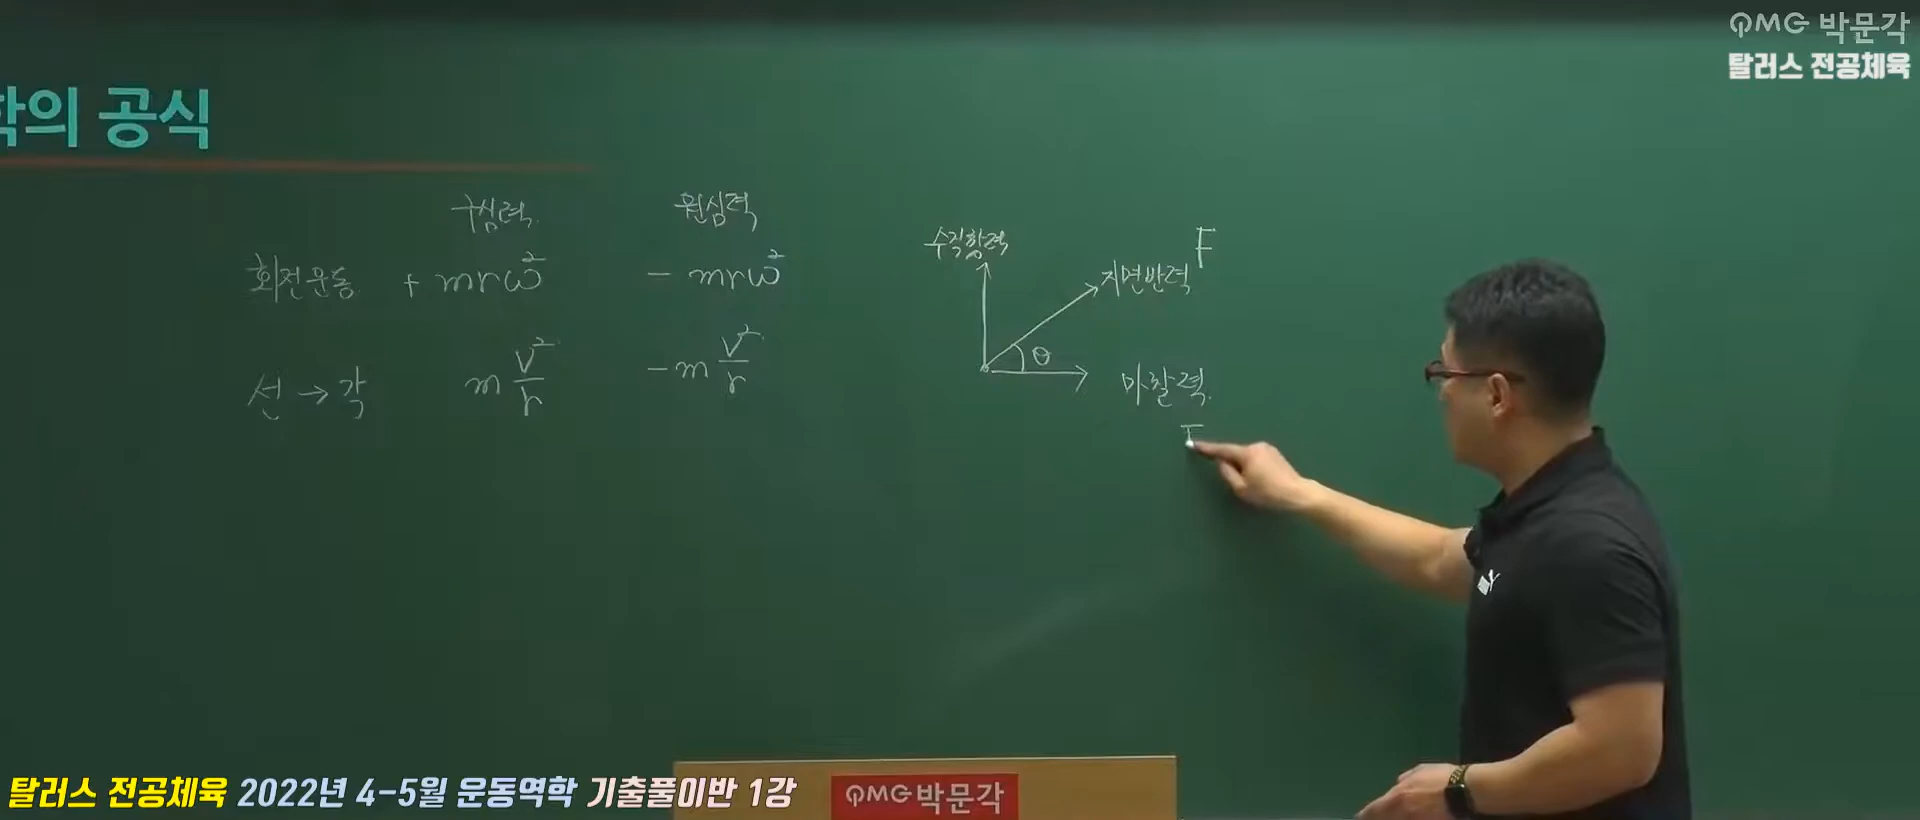 PMG 박문각
탈러스 전공체육
학의 공식
구심력 원심력
회전운동 + mrω² - mrω²
선 → 각 m v²/r - m v²/r
수직항력
지면반력 F
θ
마찰력
F
탈러스 전공체육 2022년 4-5월 운동역학 기출풀이반 1강
PMG 박문각